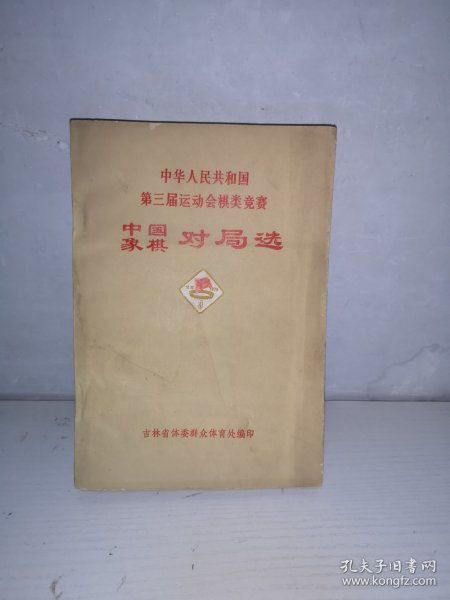 中华人民共和国
第三届运动会棋类竞赛
中国
象棋 对局选
吉林省体委群众体育处编印
孔夫子旧书网
www.kongfz.com